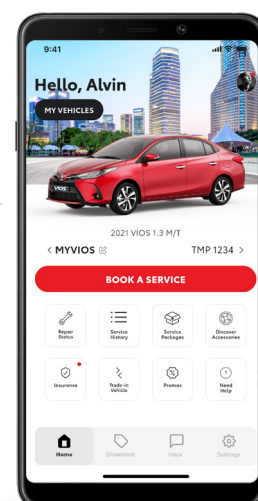 9:41
Hello, Alvin
MY VEHICLES
VIOS
2021 VIOS 1.3 M/T
< MYVIOS
TMP 1234 >
BOOK A SERVICE
Repair
Status
Service
History
Service
Packages
Discover
Accessories
Insurance
Trade-in
Vehicle
Promos
Need
Help
Home
Showroom
Inbox
Settings